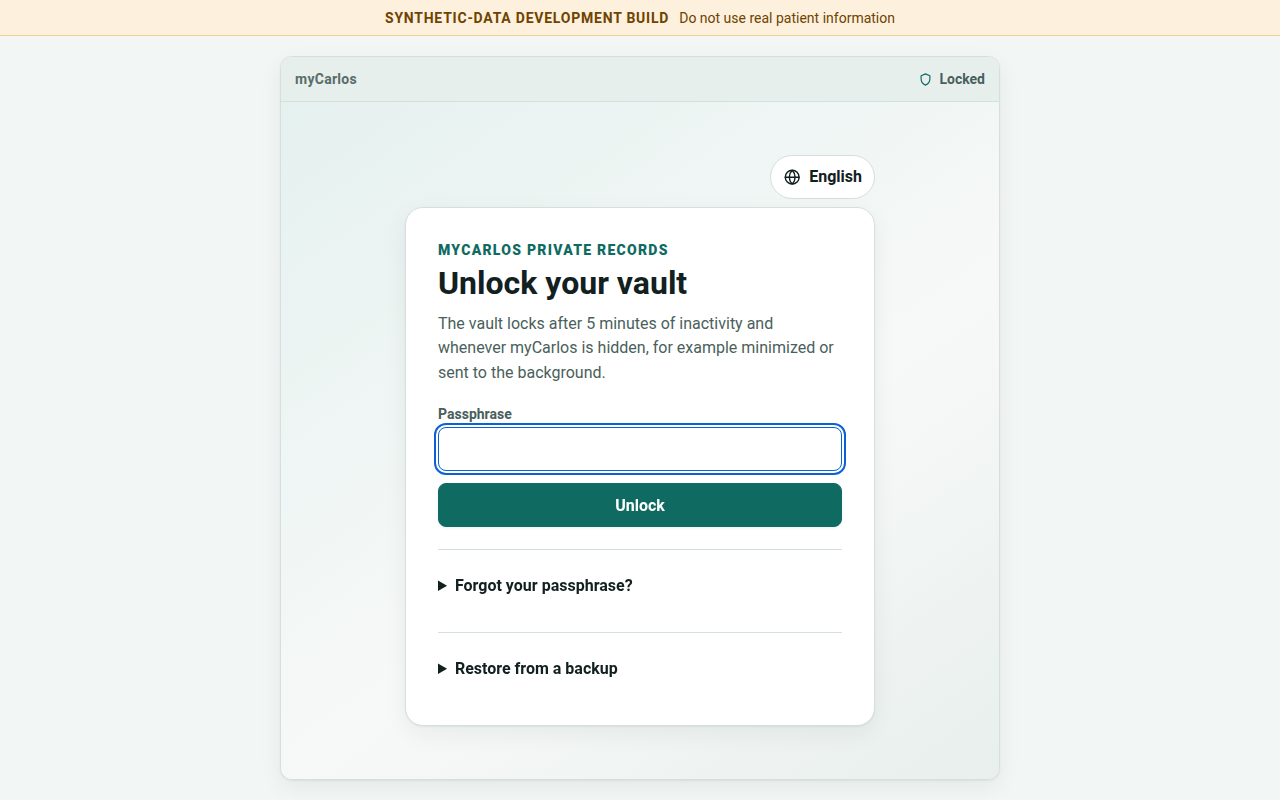 SYNTHETIC-DATA DEVELOPMENT BUILD Do not use real patient information
myCarlos
Locked
English
MYCARLOS PRIVATE RECORDS
Unlock your vault
The vault locks after 5 minutes of inactivity and
whenever myCarlos is hidden, for example minimized or
sent to the background.
Passphrase
Unlock
Forgot your passphrase?
Restore from a backup